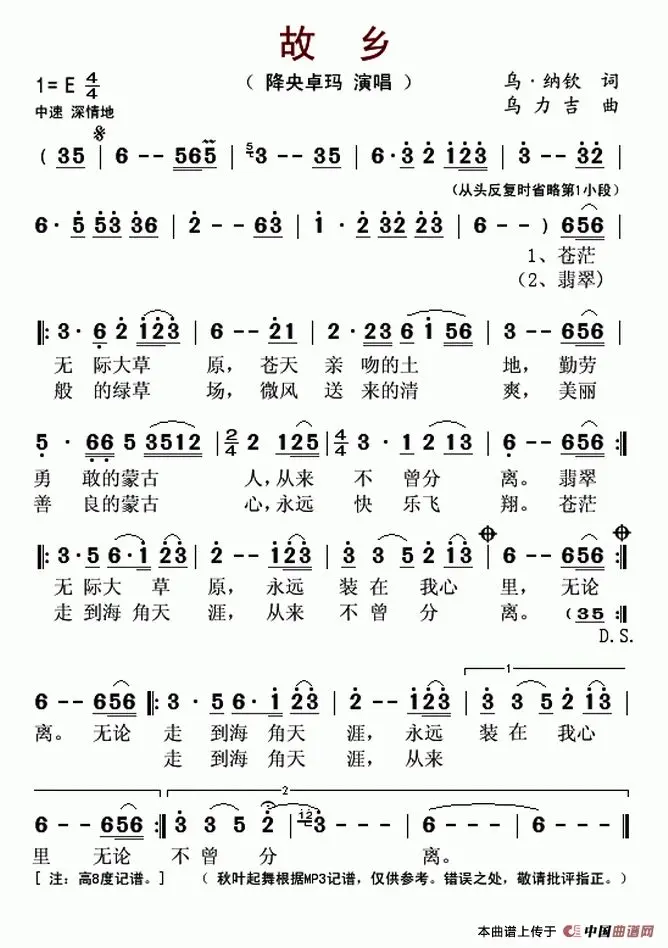 故 乡
1= E 4/4
( 降央卓玛 演唱 )
乌·纳钦 词
中速 深情地
乌 力 吉 曲
( 35 | 6 - - 565 | 5 3 - - 35 | 6 · 3 2 123 | 3 - - 32 |
(从头反复时省略第1小段)
6 · 5 53 36 | 2 - - 63 | 1 · 2 32 23 | 6 - - ) 656 |
1、苍茫
(2、翡翠)
‖: 3 · 6 2 123 | 6 - - 21 | 2 · 23 6 1 56 | 6 - - 656 |
无 际大草 原，苍天 亲 吻的土 地，勤劳
般 的绿草 场，微风 送 来的清 爽，美丽
5 · 66 5 3512 | 2/4 2 125 | 4/4 3 · 1 2 13 | 6 - - 656 :‖
勇 敢的蒙古 人，从来 不 曾分 离。 翡翠
善 良的蒙古 心，永远 快 乐飞 翔。 苍茫
‖: 3 · 5 6·1 23 | 2 - - 123 | 3 3 5 2 13 | 6 - - 656 :‖
无 际大 草 原，永远 装 在 我心 里，无论
走 到海 角天 涯，从来 不 曾 分 离。 ( 35 :‖
D.S.
1
6 - - 656 ‖: 3 · 5 6· 1 23 | 2 - - 123 | 3 3 5 2 13 |
离。 无论 走 到海 角天 涯，永远 装 在 我心
走 到海 角天 涯，从来
2
6 - - 656 :‖ 3 3 5 2 | 12 3 - - | 6 - - - | 6 - - - ‖
里 无论 不 曾 分 离。
[ 注：高8度记谱。] ( 秋叶起舞根据MP3记谱，仅供参考。错误之处，敬请批评指正。)
本曲谱上传于 中国曲谱网